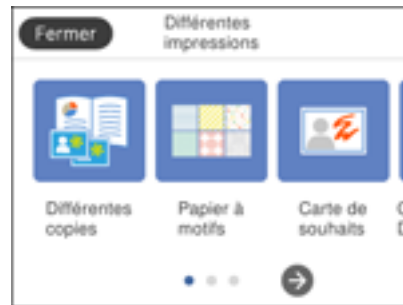 Fermer
Différentes
impressions
Différentes
copies
Papier à
motifs
Carte de
souhaits